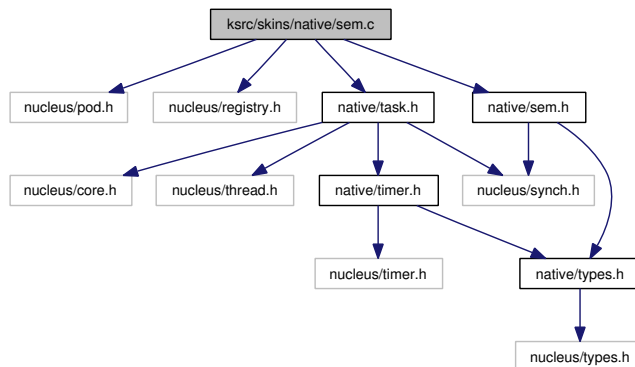 ksrc/skins/native/sem.c
nucleus/pod.h
nucleus/registry.h
native/task.h
native/sem.h
nucleus/core.h
nucleus/thread.h
native/timer.h
nucleus/synch.h
nucleus/timer.h
native/types.h
nucleus/types.h